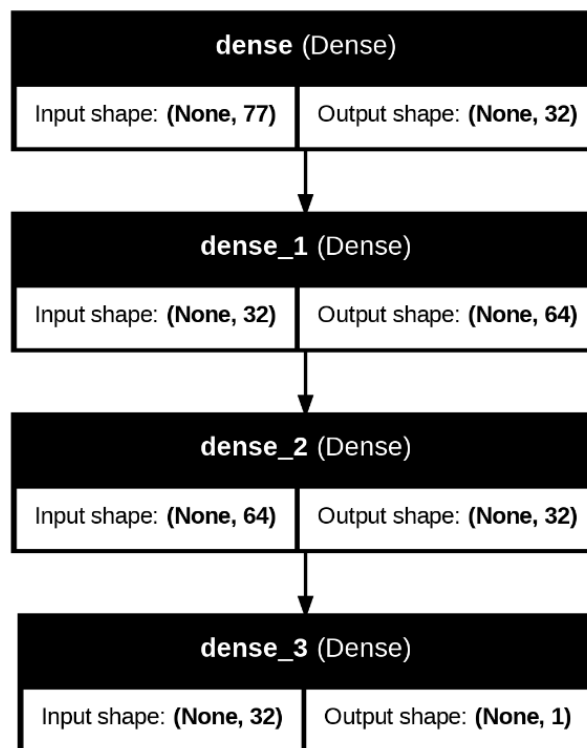 dense (Dense)
Input shape: (None, 77) Output shape: (None, 32)
dense_1 (Dense)
Input shape: (None, 32) Output shape: (None, 64)
dense_2 (Dense)
Input shape: (None, 64) Output shape: (None, 32)
dense_3 (Dense)
Input shape: (None, 32) Output shape: (None, 1)